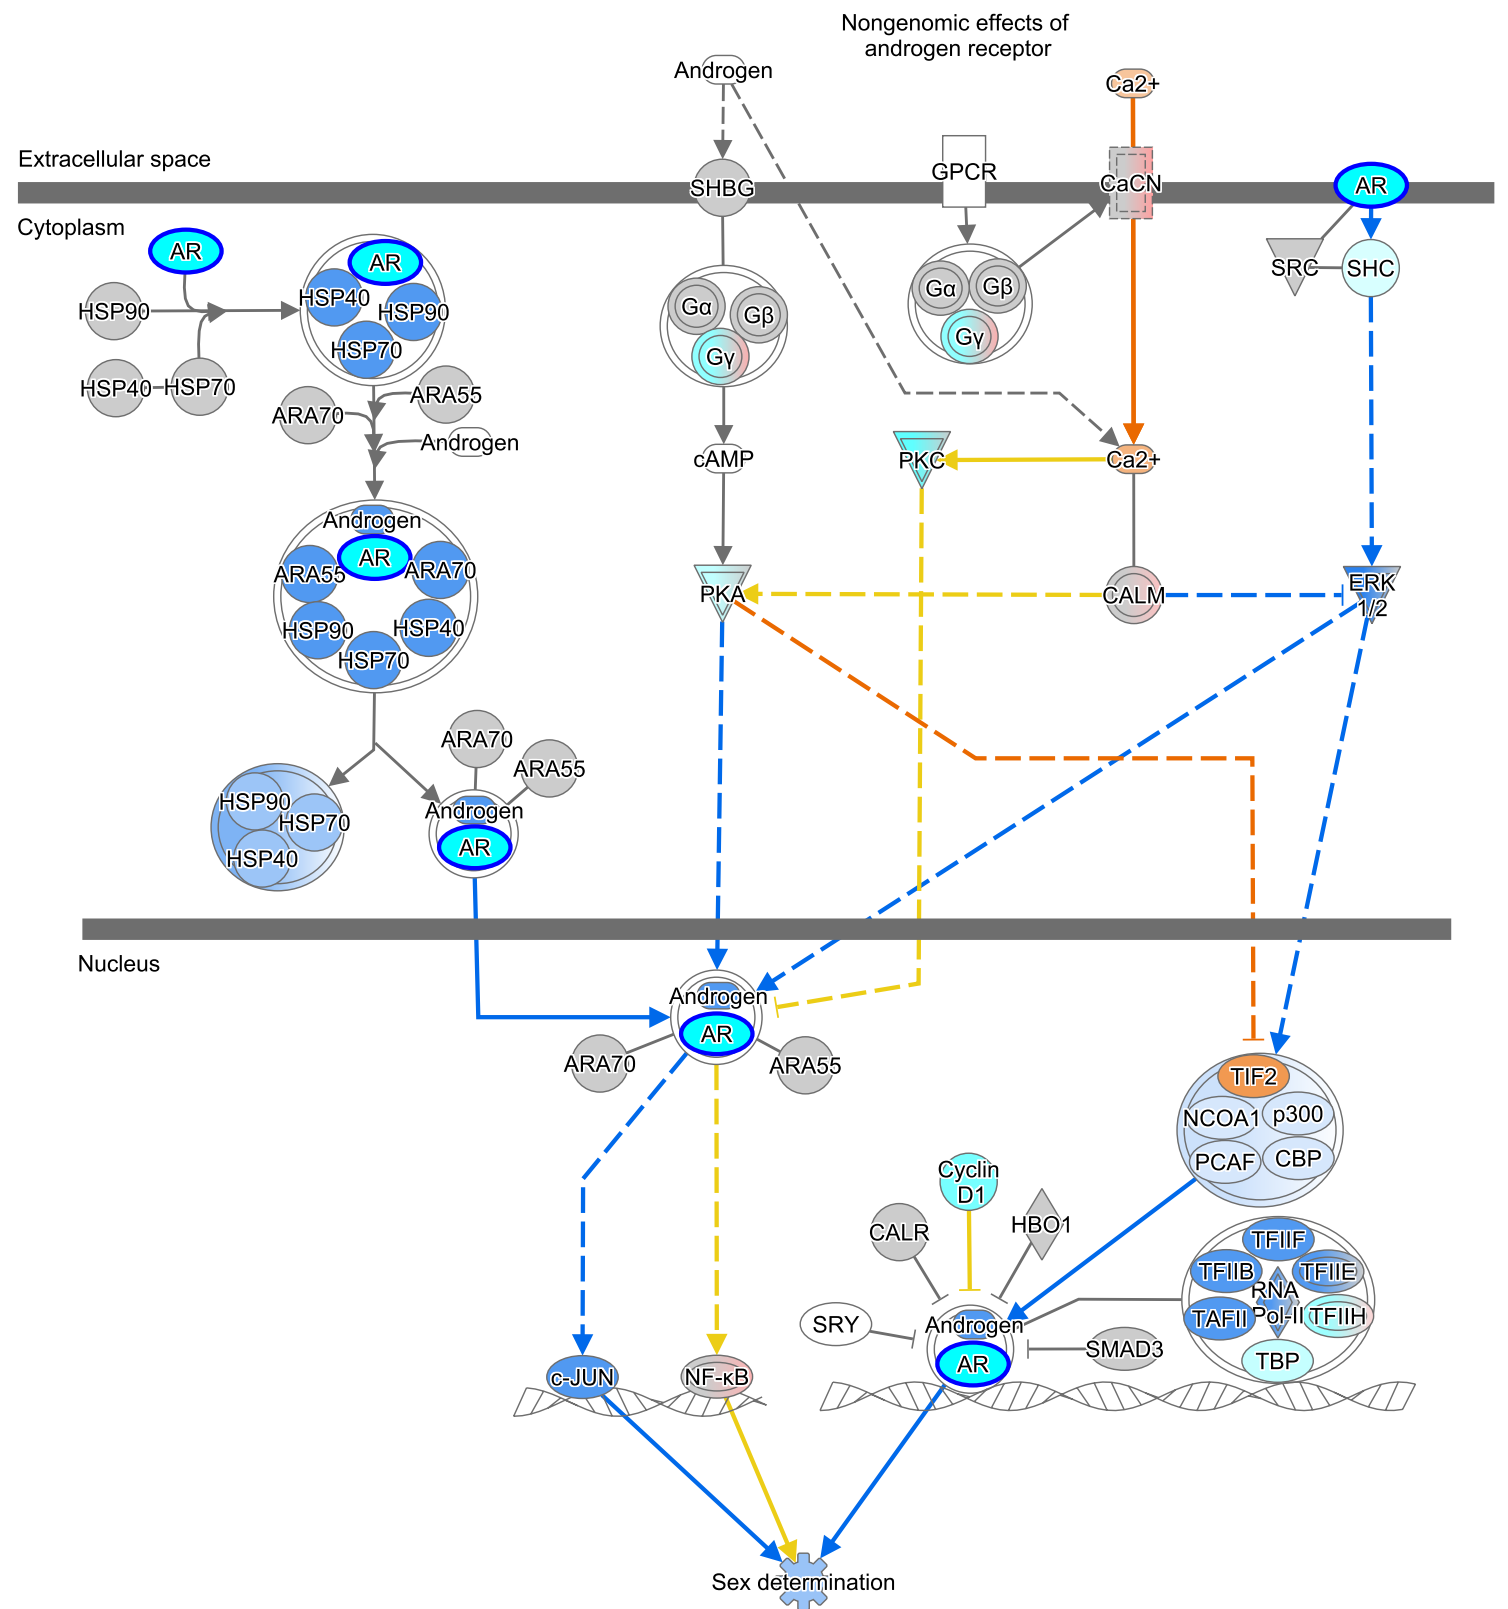 Nongenomic effects of
androgen receptor
Androgen
Ca2+
Extracellular space
SHBG
GPCR
CaCN
AR
Cytoplasm
AR
AR
HSP40
HSP90
HSP70
HSP90
HSP40
HSP70
Gα
Gβ
Gγ
Gα
Gβ
Gγ
SRC
SHC
ARA70
ARA55
Androgen
cAMP
PKC
Ca2+
Androgen
AR
ARA55
ARA70
HSP90
HSP40
HSP70
PKA
CALM
ERK
1/2
ARA70
ARA55
HSP90
HSP70
HSP40
Androgen
AR
Nucleus
Androgen
AR
ARA70
ARA55
TIF2
NCOA1
p300
PCAF
CBP
Cyclin
D1
CALR
HBO1
SRY
Androgen
AR
SMAD3
TFIIF
TFIIB
TFIIE
RNA
Pol-II
TAFII
TFIIH
TBP
c-JUN
NF-κB
Sex determination